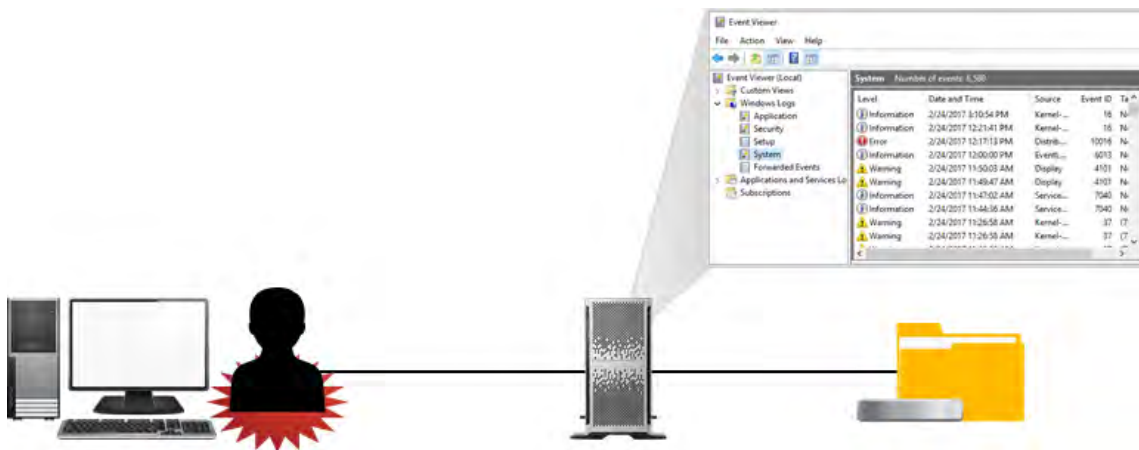 Event Viewer
File Action View Help
Event Viewer (Local)
Custom Views
Windows Logs
Application
Security
Setup
System
Forwarded Events
Applications and Services Lo
Subscriptions
System Number of events: 6,586
Level Date and Time Source Event ID Ta
Information 2/24/2017 3:10:54 PM Kernel-... 16 N
Information 2/24/2017 12:21:41 PM Kernel-... 16 N
Error 2/24/2017 12:17:13 PM Distrib... 10016 N
Information 2/24/2017 12:00:00 PM Eventl... 6013 N
Warning 2/24/2017 11:50:03 AM Display 4101 N
Warning 2/24/2017 11:49:47 AM Display 4101 N
Information 2/24/2017 11:47:02 AM Service... 7040 N
Information 2/24/2017 11:44:36 AM Service... 7040 N
Warning 2/24/2017 11:26:58 AM Kernel-... 37 (7
Warning 2/24/2017 11:26:58 AM Kernel-... 37 (7